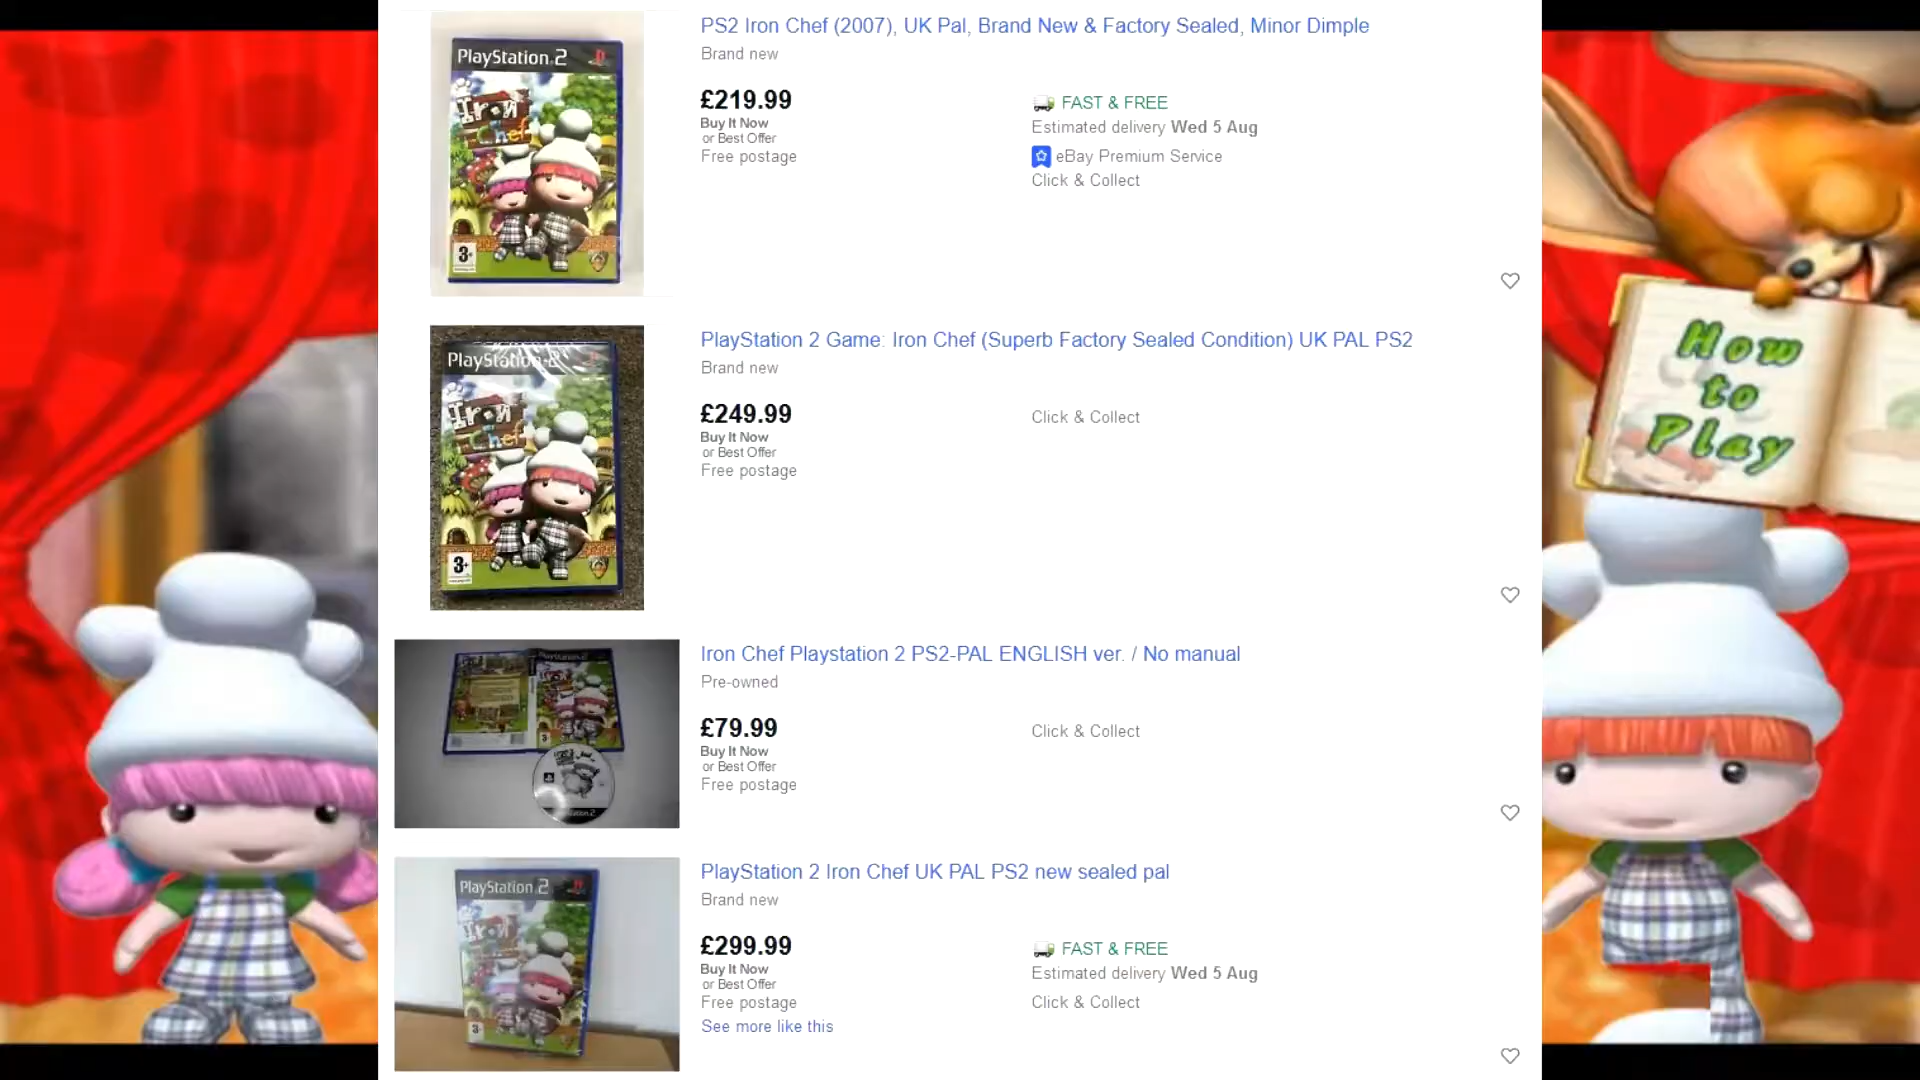 PS2 Iron Chef (2007), UK Pal, Brand New & Factory Sealed, Minor Dimple
Brand new
£219.99
Buy It Now
or Best Offer
Free postage
FAST & FREE
Estimated delivery Wed 5 Aug
eBay Premium Service
Click & Collect
PlayStation 2
Iron
Chef
3+
PlayStation 2 Game: Iron Chef (Superb Factory Sealed Condition) UK PAL PS2
Brand new
£249.99
Buy It Now
or Best Offer
Free postage
Click & Collect
PlayStation 2
Iron
Chef
3+
How
to
Play
Iron Chef Playstation 2 PS2-PAL ENGLISH ver. / No manual
Pre-owned
£79.99
Buy It Now
or Best Offer
Free postage
Click & Collect
PlayStation 2 Iron Chef UK PAL PS2 new sealed pal
Brand new
£299.99
Buy It Now
or Best Offer
Free postage
See more like this
FAST & FREE
Estimated delivery Wed 5 Aug
Click & Collect
PlayStation 2
Iron
Chef
3+